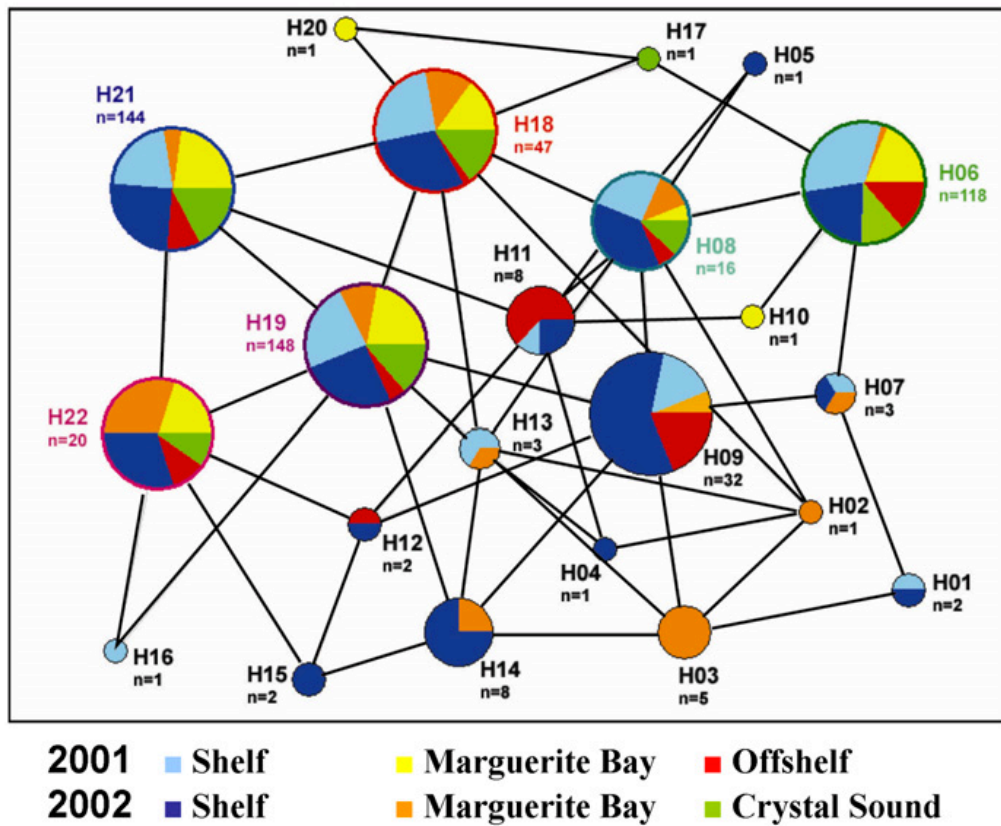 H20
n=1
H17
n=1
H05
n=1
H21
n=144
H18
n=47
H06
n=118
H08
n=16
H11
n=8
H10
n=1
H19
n=148
H07
n=3
H22
n=20
H13
n=3
H09
n=32
H02
n=1
H12
n=2
H04
n=1
H01
n=2
H16
n=1
H15
n=2
H14
n=8
H03
n=5
2001 Shelf Marguerite Bay Offshelf
2002 Shelf Marguerite Bay Crystal Sound